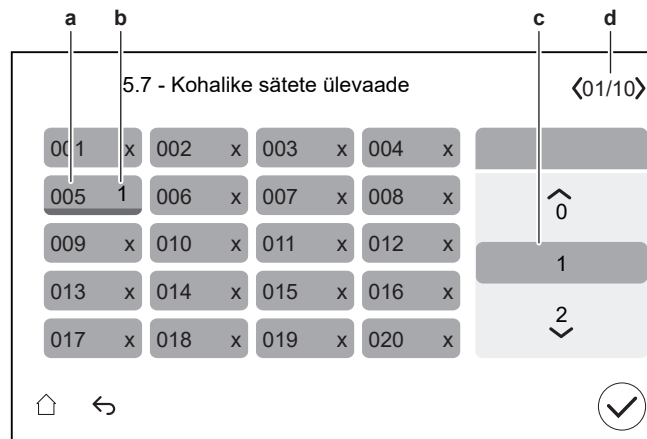 a b c d
5.7 - Kohalike sätete ülevaade 01/10
001 x 002 x 003 x 004 x
005 1 006 x 007 x 008 x
0
009 x 010 x 011 x 012 x
1
013 x 014 x 015 x 016 x
2
017 x 018 x 019 x 020 x